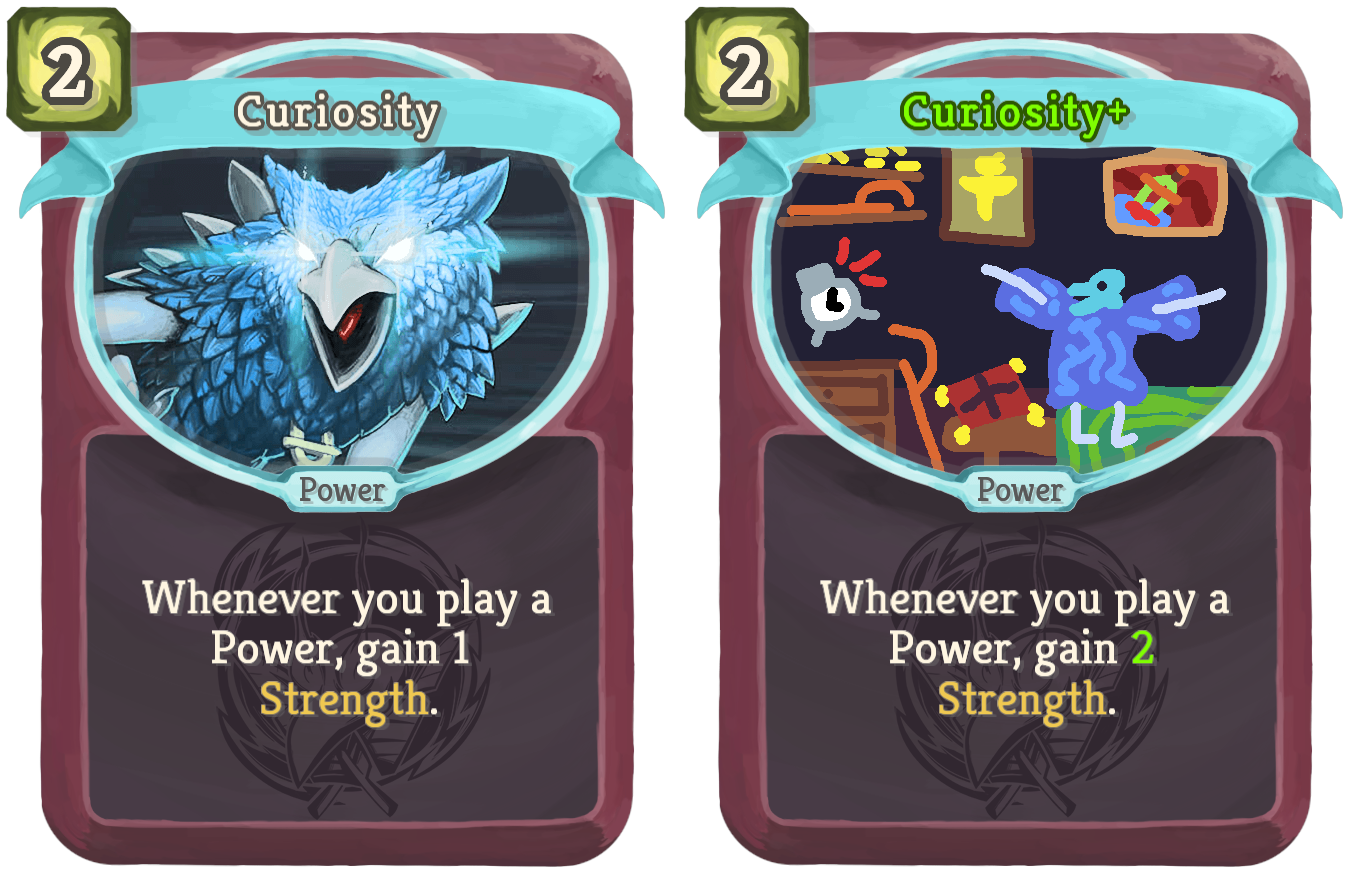 2
Curiosity
Power
Whenever you play a
Power, gain 1
Strength.
2
Curiosity+
Power
Whenever you play a
Power, gain 2
Strength.